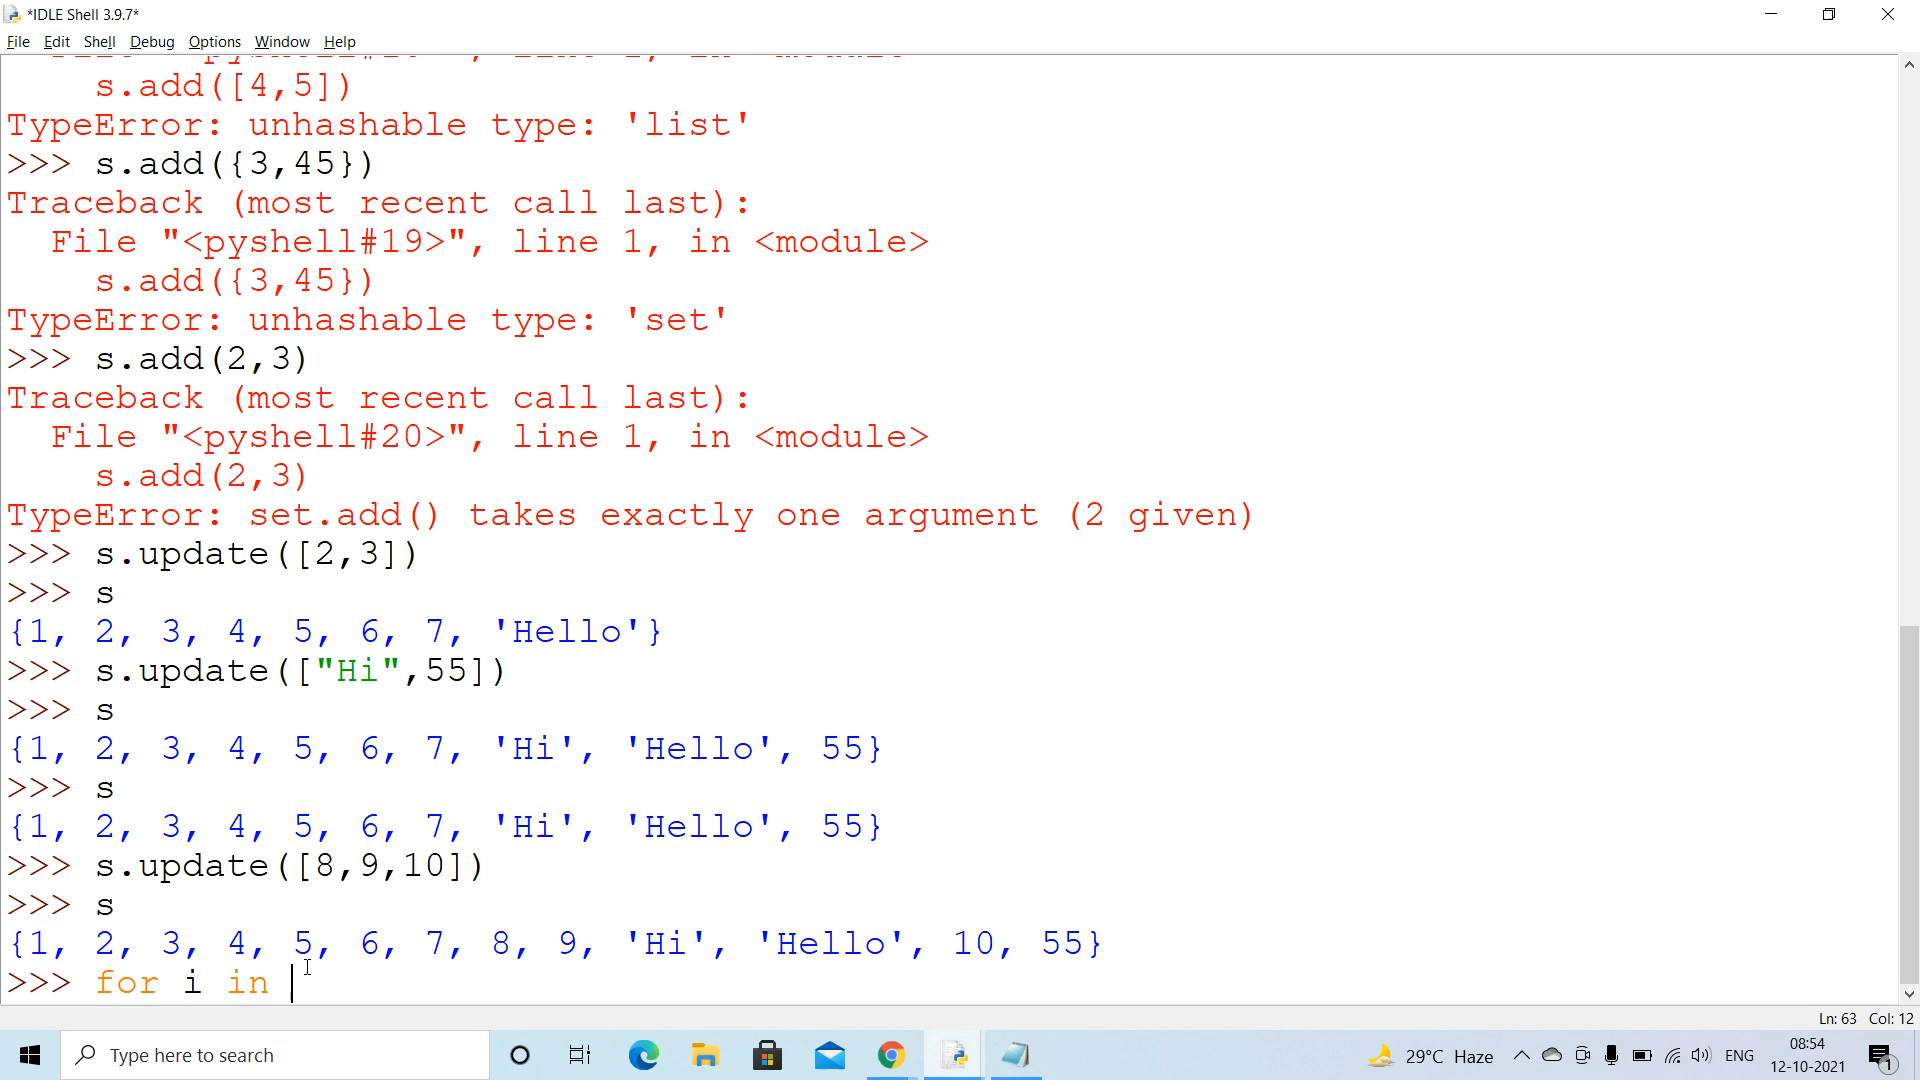 *IDLE Shell 3.9.7*
File Edit Shell Debug Options Window Help
s.add([4,5])
TypeError: unhashable type: 'list'
>>> s.add({3,45})
Traceback (most recent call last):
File "<pyshell#19>", line 1, in <module>
s.add({3,45})
TypeError: unhashable type: 'set'
>>> s.add(2,3)
Traceback (most recent call last):
File "<pyshell#20>", line 1, in <module>
s.add(2,3)
TypeError: set.add() takes exactly one argument (2 given)
>>> s.update([2,3])
>>> s
{1, 2, 3, 4, 5, 6, 7, 'Hello'}
>>> s.update(["Hi",55])
>>> s
{1, 2, 3, 4, 5, 6, 7, 'Hi', 'Hello', 55}
>>> s
{1, 2, 3, 4, 5, 6, 7, 'Hi', 'Hello', 55}
>>> s.update([8,9,10])
>>> s
{1, 2, 3, 4, 5, 6, 7, 8, 9, 'Hi', 'Hello', 10, 55}
>>> for i in
Ln: 63 Col: 12
Type here to search
29°C Haze
ENG
08:54
12-10-2021
1